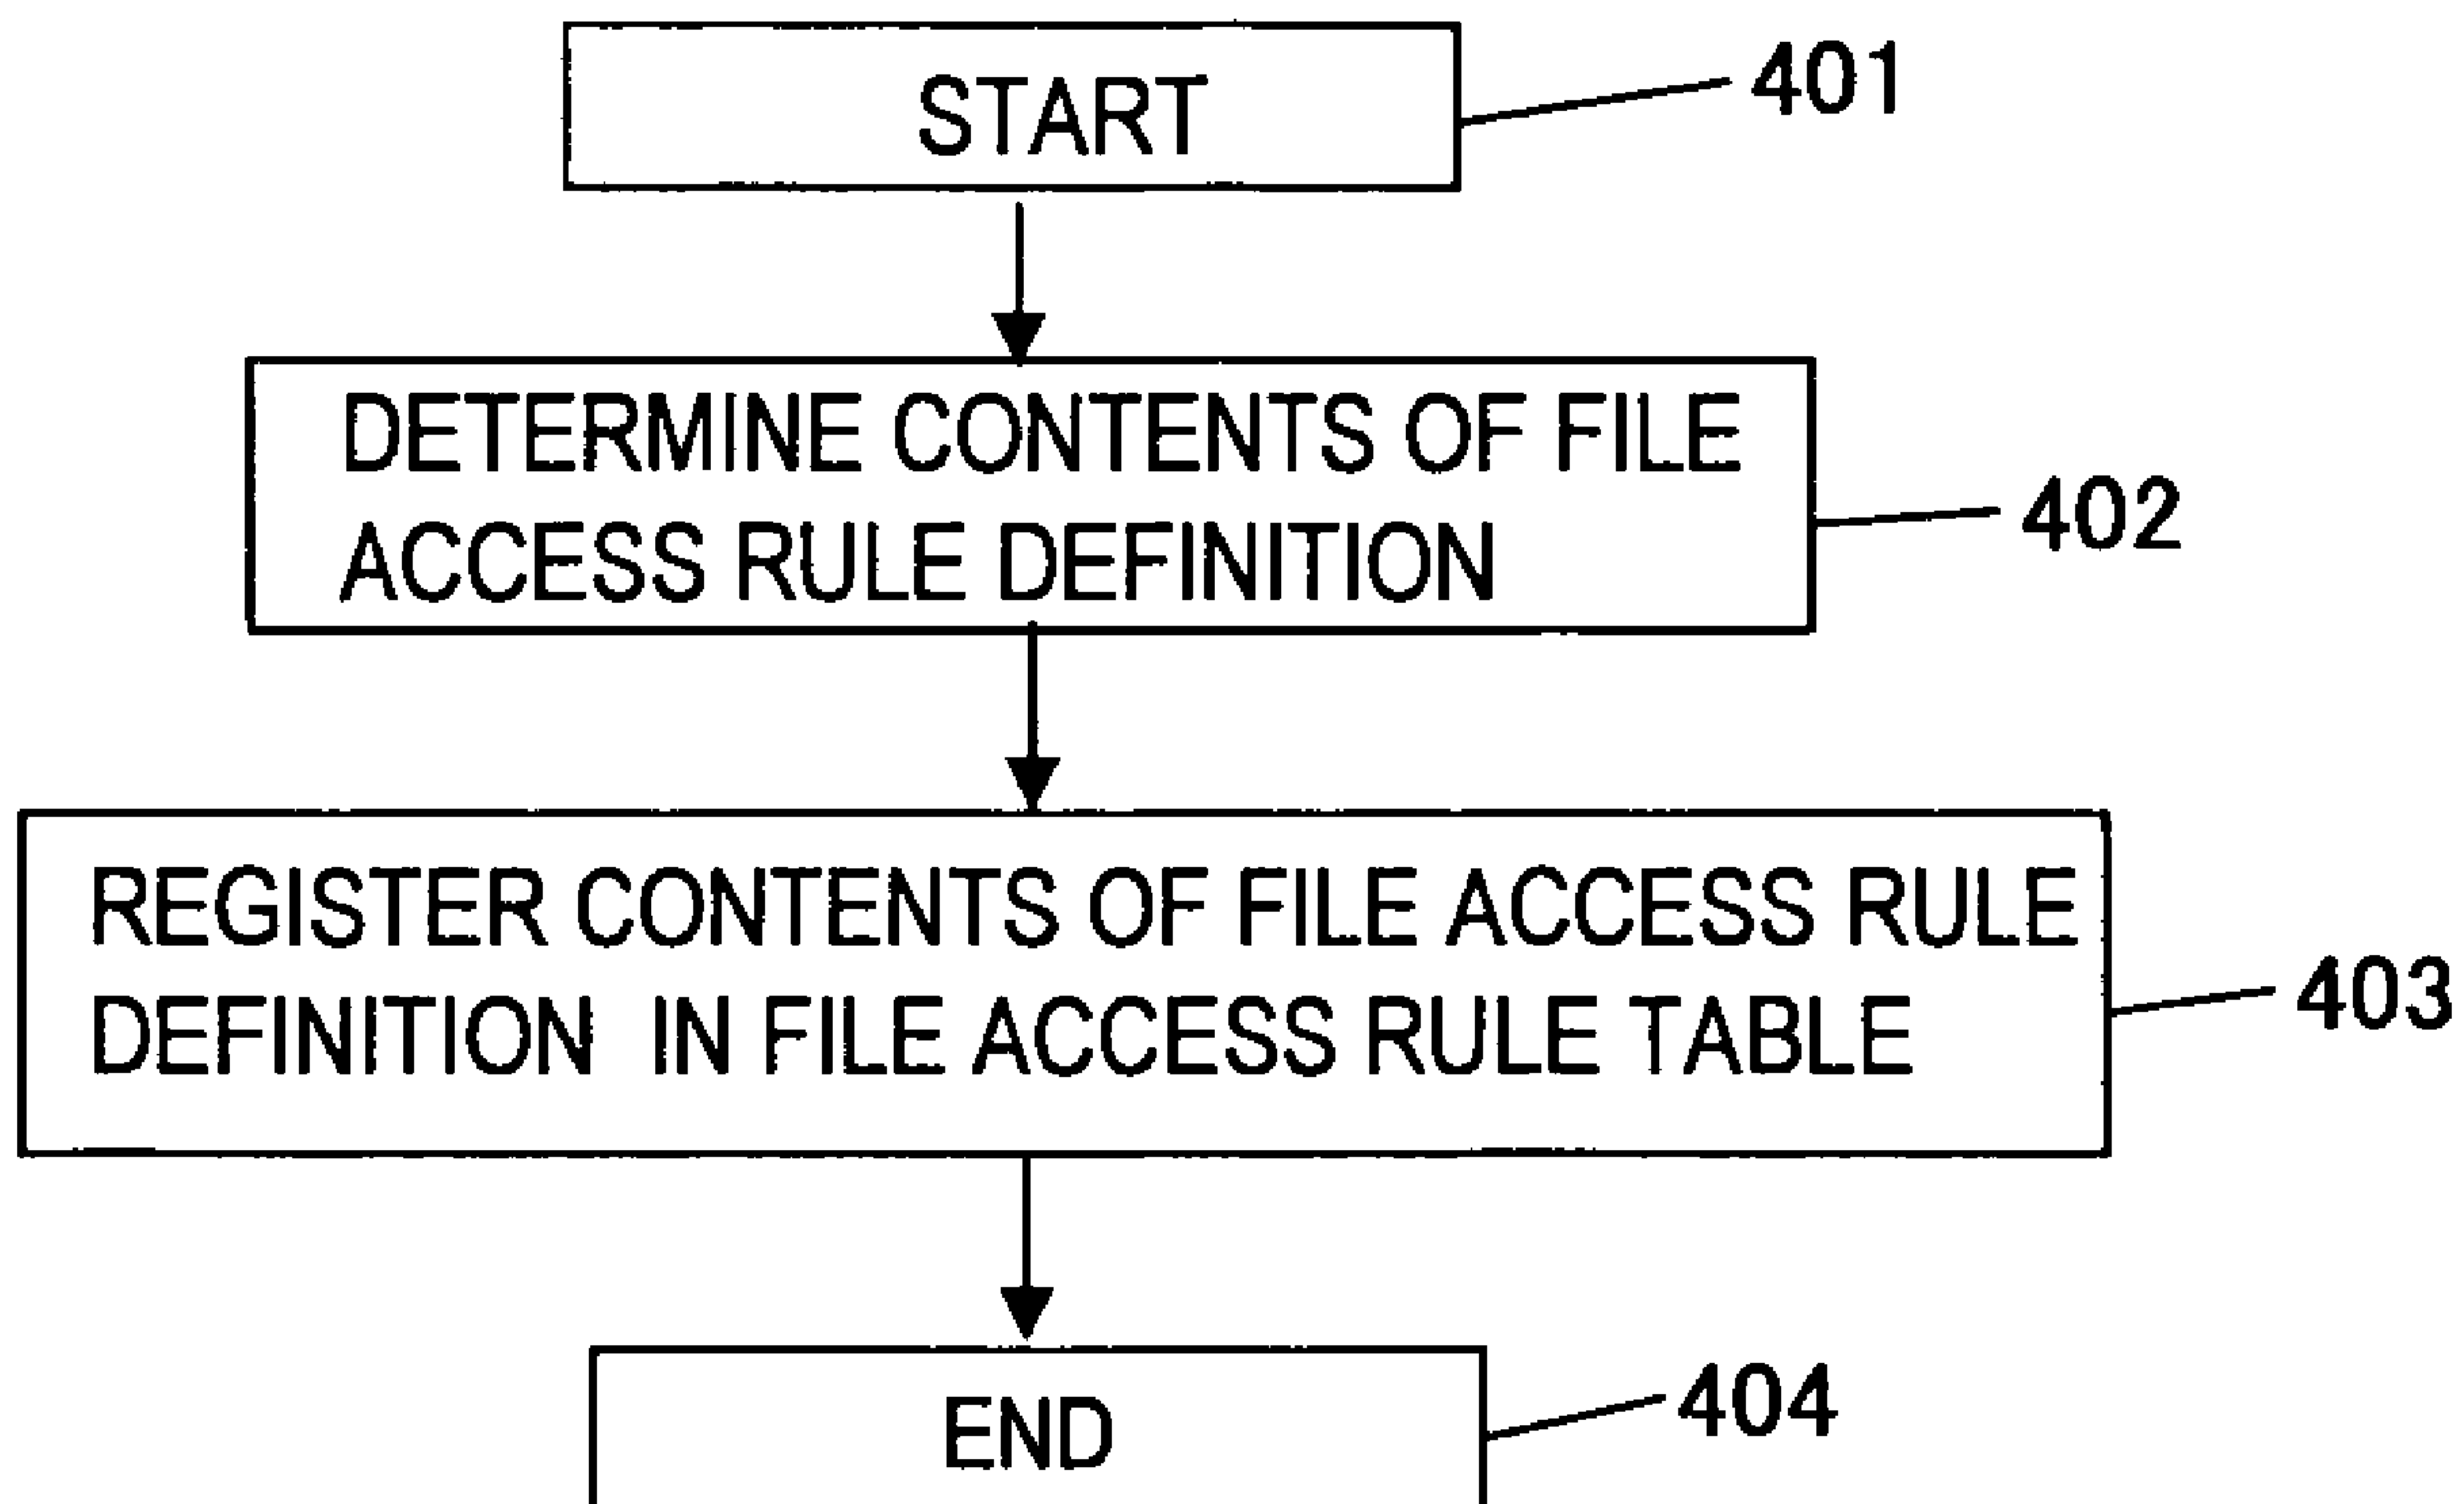 START
401
DETERMINE CONTENTS OF FILE
ACCESS RULE DEFINITION
402
REGISTER CONTENTS OF FILE ACCESS RULE
DEFINITION IN FILE ACCESS RULE TABLE
403
END
404